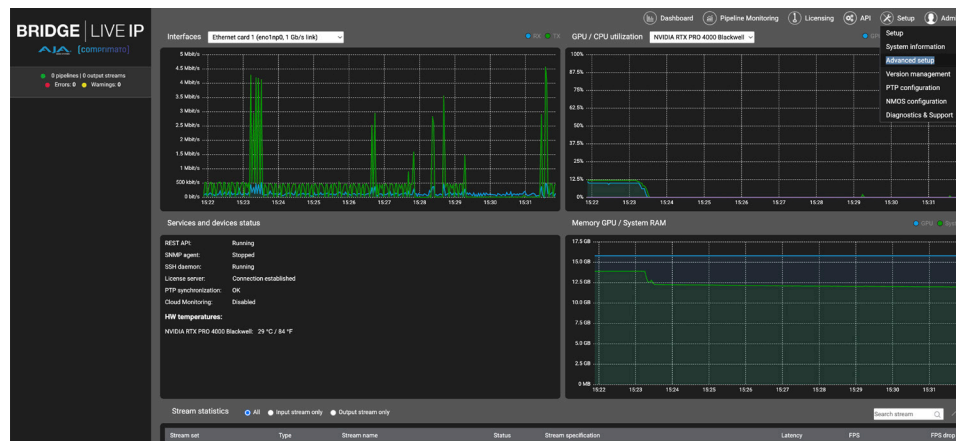 BRIDGE | LIVE IP
AJA [comprimato]
0 pipelines | 0 output streams
Errors: 0 Warnings: 0
Dashboard Pipeline Monitoring Licensing API Setup Admi
Setup
System information
Advanced setup
Version management
PTP configuration
NMOS configuration
Diagnostics & Support
Interfaces Ethernet card 1 (eno1np0, 1 Gb/s link) RX TX
5 Mbit/s
4.5 Mbit/s
4 Mbit/s
3.5 Mbit/s
3 Mbit/s
2.5 Mbit/s
2 Mbit/s
1.5 Mbit/s
1 Mbit/s
500 kbit/s
0 bit/s
15:22 15:23 15:24 15:25 15:26 15:27 15:28 15:29 15:30 15:31
GPU / CPU utilization NVIDIA RTX PRO 4000 Blackwell GP
100%
87.5%
75%
62.5%
50%
37.5%
25%
12.5%
0%
15:22 15:23 15:24 15:25 15:26 15:27 15:28 15:29 15:30 15:31
Services and devices status
REST API: Running
SNMP agent: Stopped
SSH daemon: Running
License server: Connection established
PTP synchronization: OK
Cloud Monitoring: Disabled
HW temperatures:
NVIDIA RTX PRO 4000 Blackwell: 29 °C / 84 °F
Memory GPU / System RAM GPU Syst
17.5 GB
15.0 GB
12.5 GB
10.0 GB
7.5 GB
5.0 GB
2.5 GB
0 MB
15:22 15:23 15:24 15:25 15:26 15:27 15:28 15:29 15:30 15:31
Stream statistics All Input stream only Output stream only Search stream
Stream set Type Stream name Status Stream specification Latency FPS FPS drop